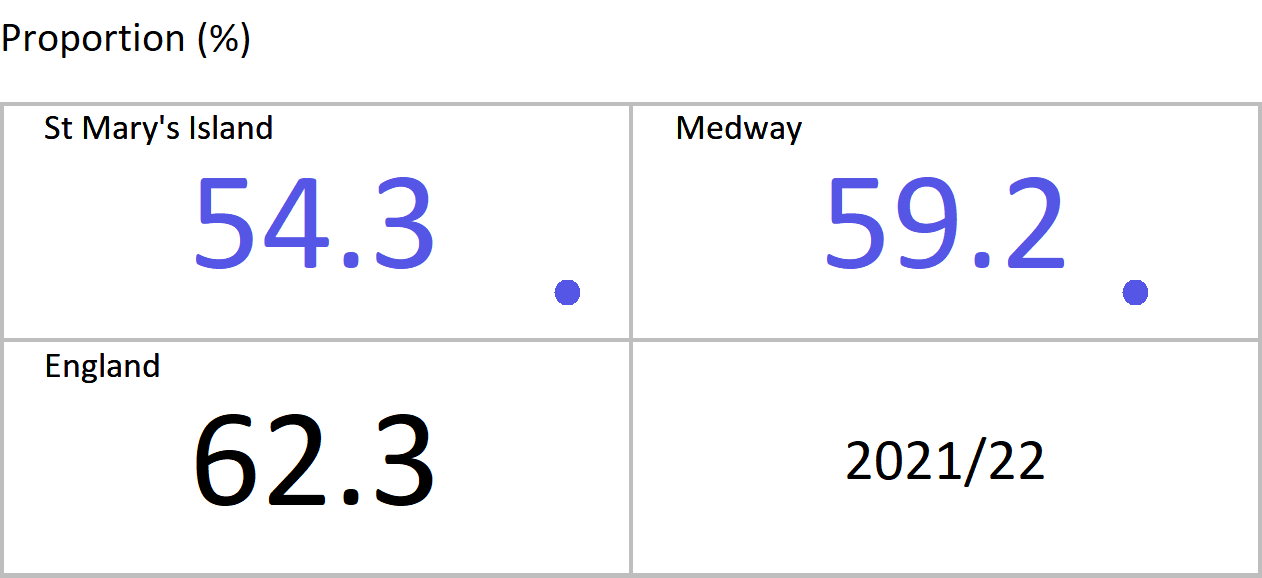 Proportion (%)
St Mary's Island
Medway
54.3
59.2
England
62.3
2021/22